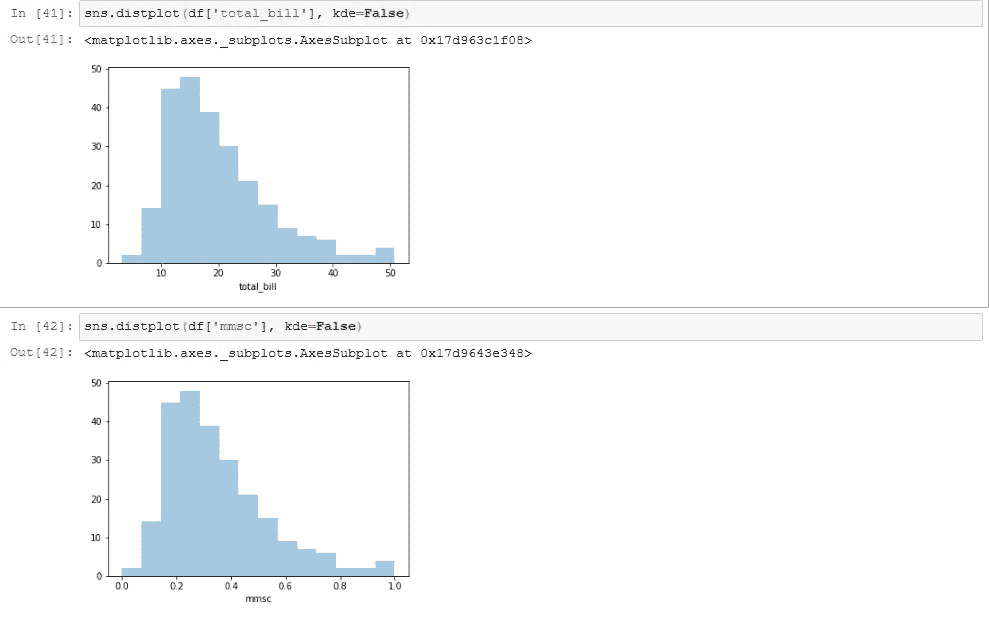 In [41]: sns.distplot(df['total_bill'], kde=False)
Out[41]: <matplotlib.axes._subplots.AxesSubplot at 0x17d963c1f08>
50
40
30
20
10
0
10 20 30 40 50
total_bill
In [42]: sns.distplot(df['mmsc'], kde=False)
Out[42]: <matplotlib.axes._subplots.AxesSubplot at 0x17d9643e348>
50
40
30
20
10
0
0.0 0.2 0.4 0.6 0.8 1.0
mmsc